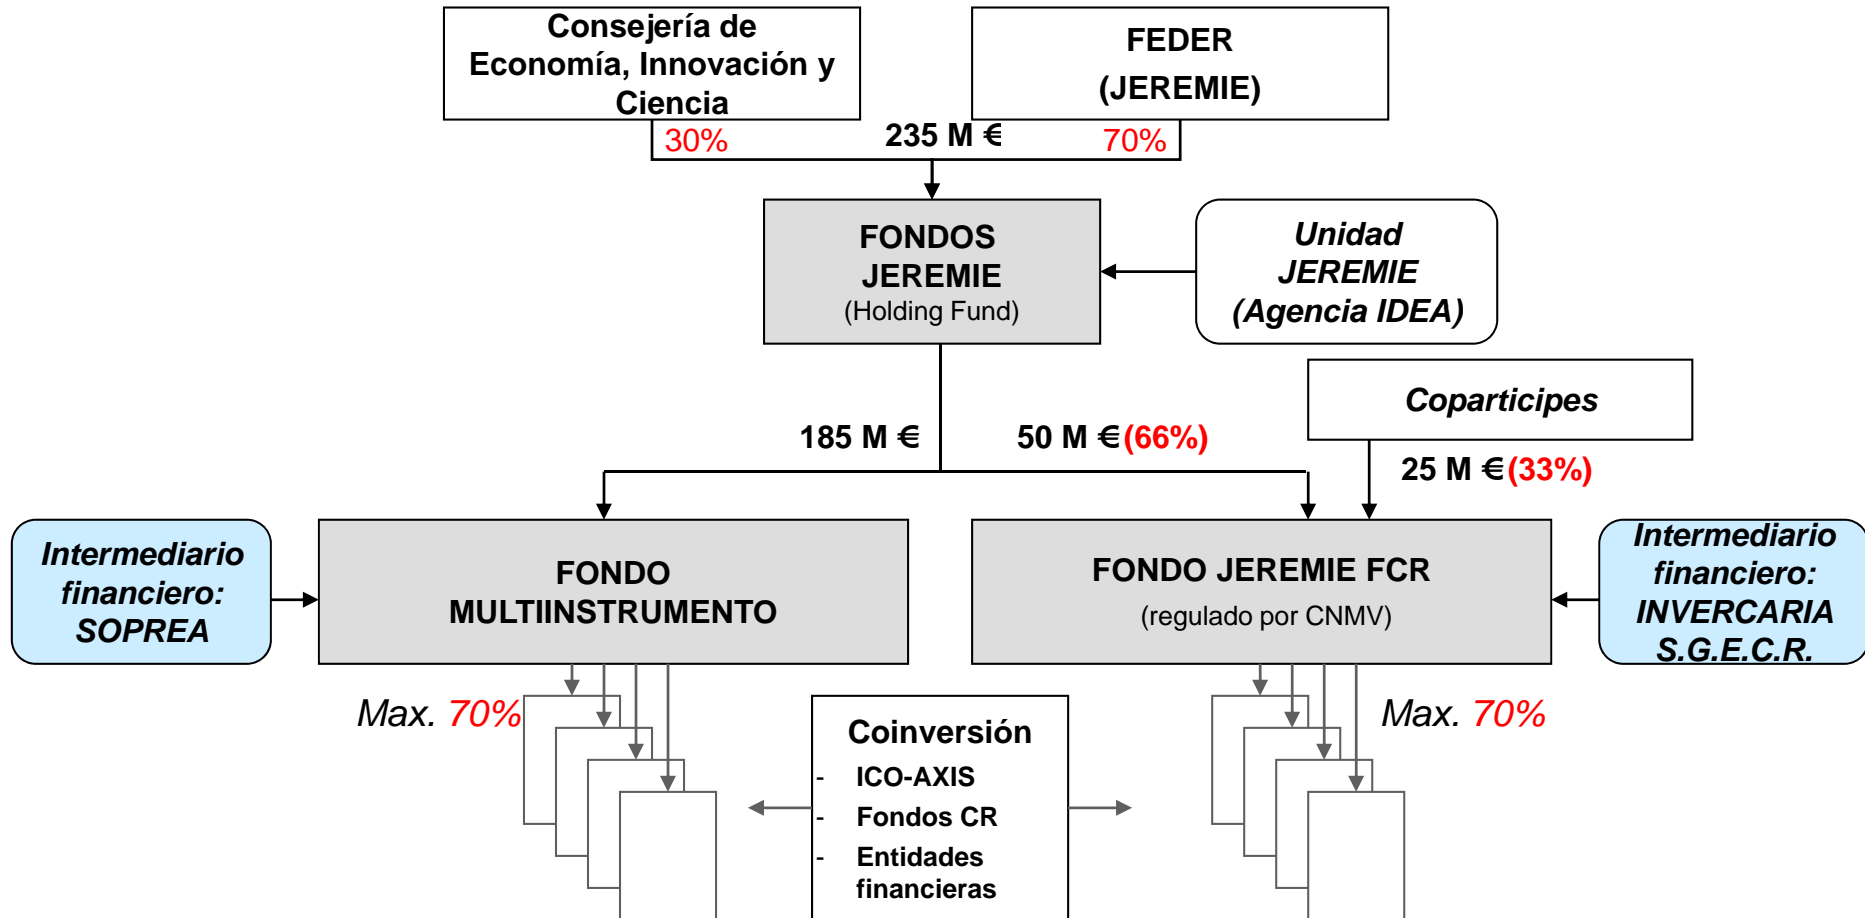 Consejería de
Economía, Innovación y
Ciencia
FEDER
(JEREMIE)
30%
235 M €
70%
FONDOS
JEREMIE
(Holding Fund)
Unidad
JEREMIE
(Agencia IDEA)
Coparticipes
185 M €
50 M € (66%)
25 M € (33%)
Intermediario
financiero:
SOPREA
FONDO
MULTIINSTRUMENTO
FONDO JEREMIE FCR
(regulado por CNMV)
Intermediario
financiero:
INVERCARIA
S.G.E.C.R.
Max. 70%
Coinversión
- ICO-AXIS
- Fondos CR
- Entidades
financieras
Max. 70%